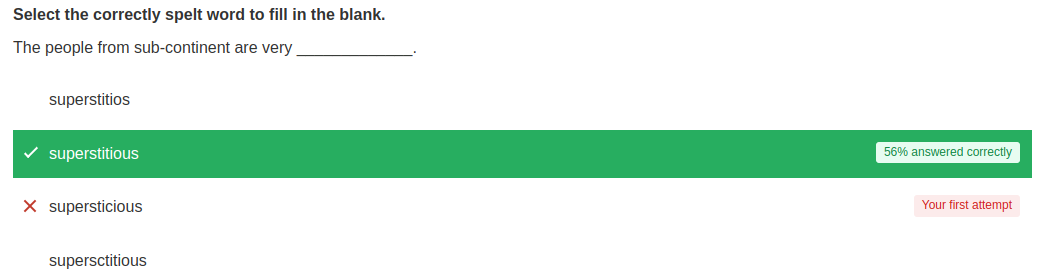 Select the correctly spelt word to fill in the blank.
The people from sub-continent are very _____________.
superstitios
superstitious 56% answered correctly
supersticious Your first attempt
supersctitious